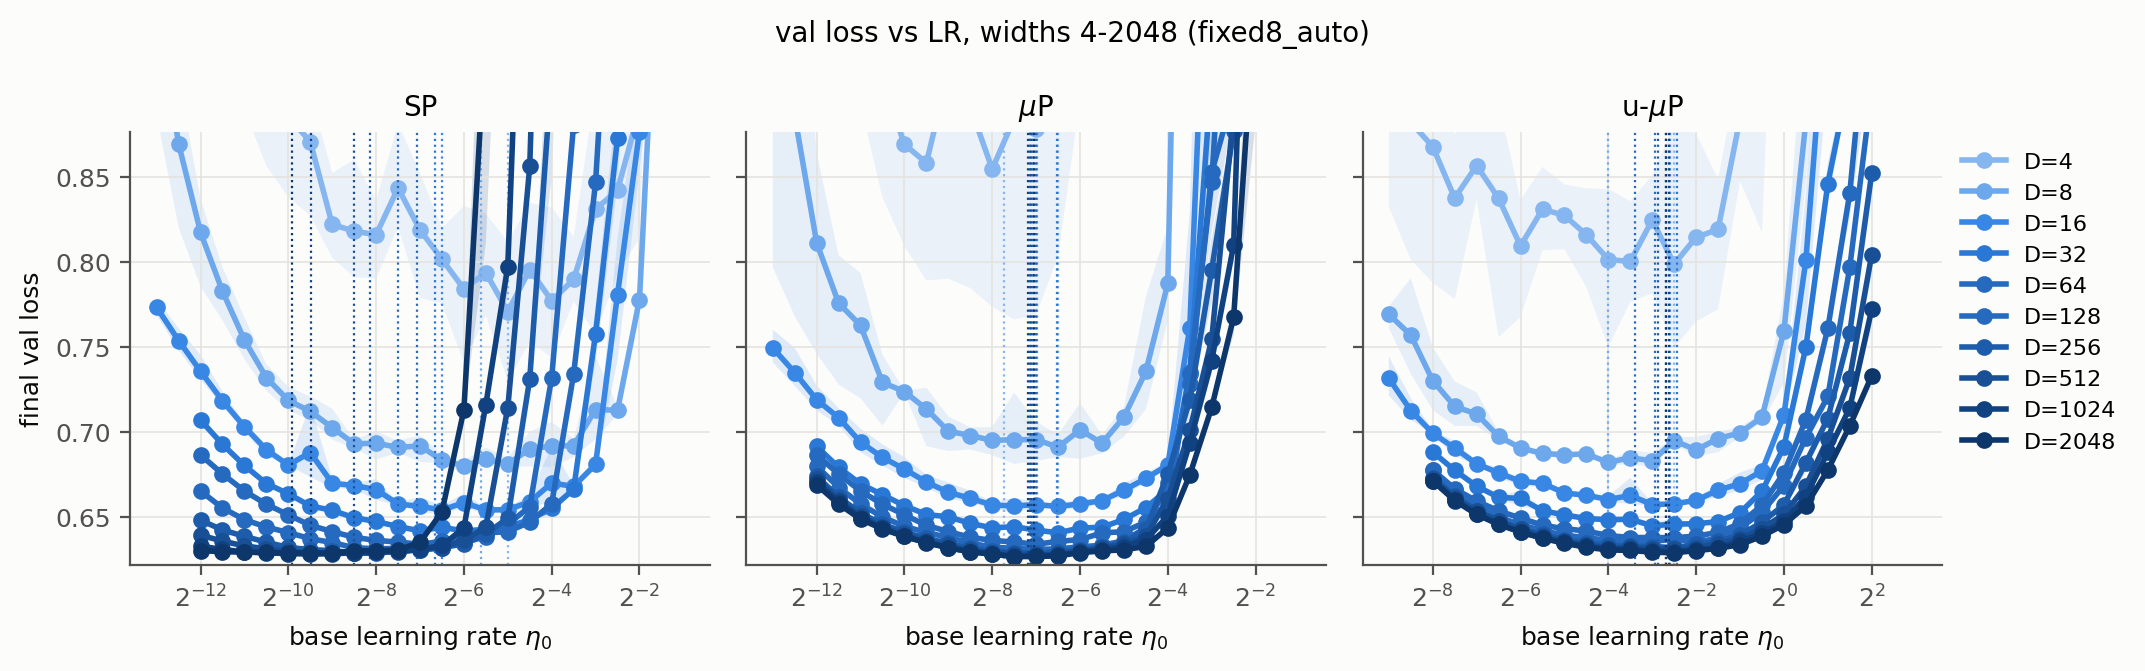 val loss vs LR, widths 4-2048 (fixed8_auto)
SP
μP
u-μP
final val loss
0.85
0.80
0.75
0.70
0.65
2⁻¹² 2⁻¹⁰ 2⁻⁸ 2⁻⁶ 2⁻⁴ 2⁻²
2⁻¹² 2⁻¹⁰ 2⁻⁸ 2⁻⁶ 2⁻⁴ 2⁻²
2⁻⁸ 2⁻⁶ 2⁻⁴ 2⁻² 2⁰ 2²
base learning rate η₀
base learning rate η₀
base learning rate η₀
D=4
D=8
D=16
D=32
D=64
D=128
D=256
D=512
D=1024
D=2048